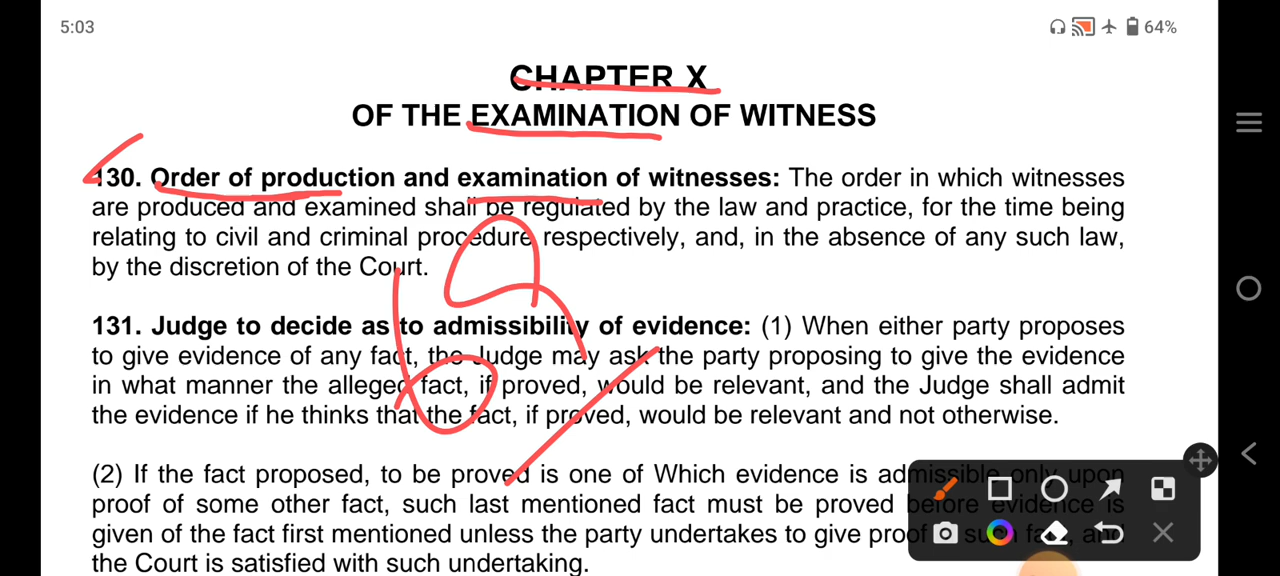 5:03
64%
CHAPTER X
OF THE EXAMINATION OF WITNESS
130. Order of production and examination of witnesses: The order in which witnesses
are produced and examined shall be regulated by the law and practice, for the time being
relating to civil and criminal procedure respectively, and, in the absence of any such law,
by the discretion of the Court.
131. Judge to decide as to admissibility of evidence: (1) When either party proposes
to give evidence of any fact, the Judge may ask the party proposing to give the evidence
in what manner the alleged fact, if proved, would be relevant, and the Judge shall admit
the evidence if he thinks that the fact, if proved, would be relevant and not otherwise.
(2) If the fact proposed, to be proved is one of Which evidence is admissible only upon
proof of some other fact, such last mentioned fact must be proved before evidence is
given of the fact first mentioned unless the party undertakes to give proof of such fact, and
the Court is satisfied with such undertaking.